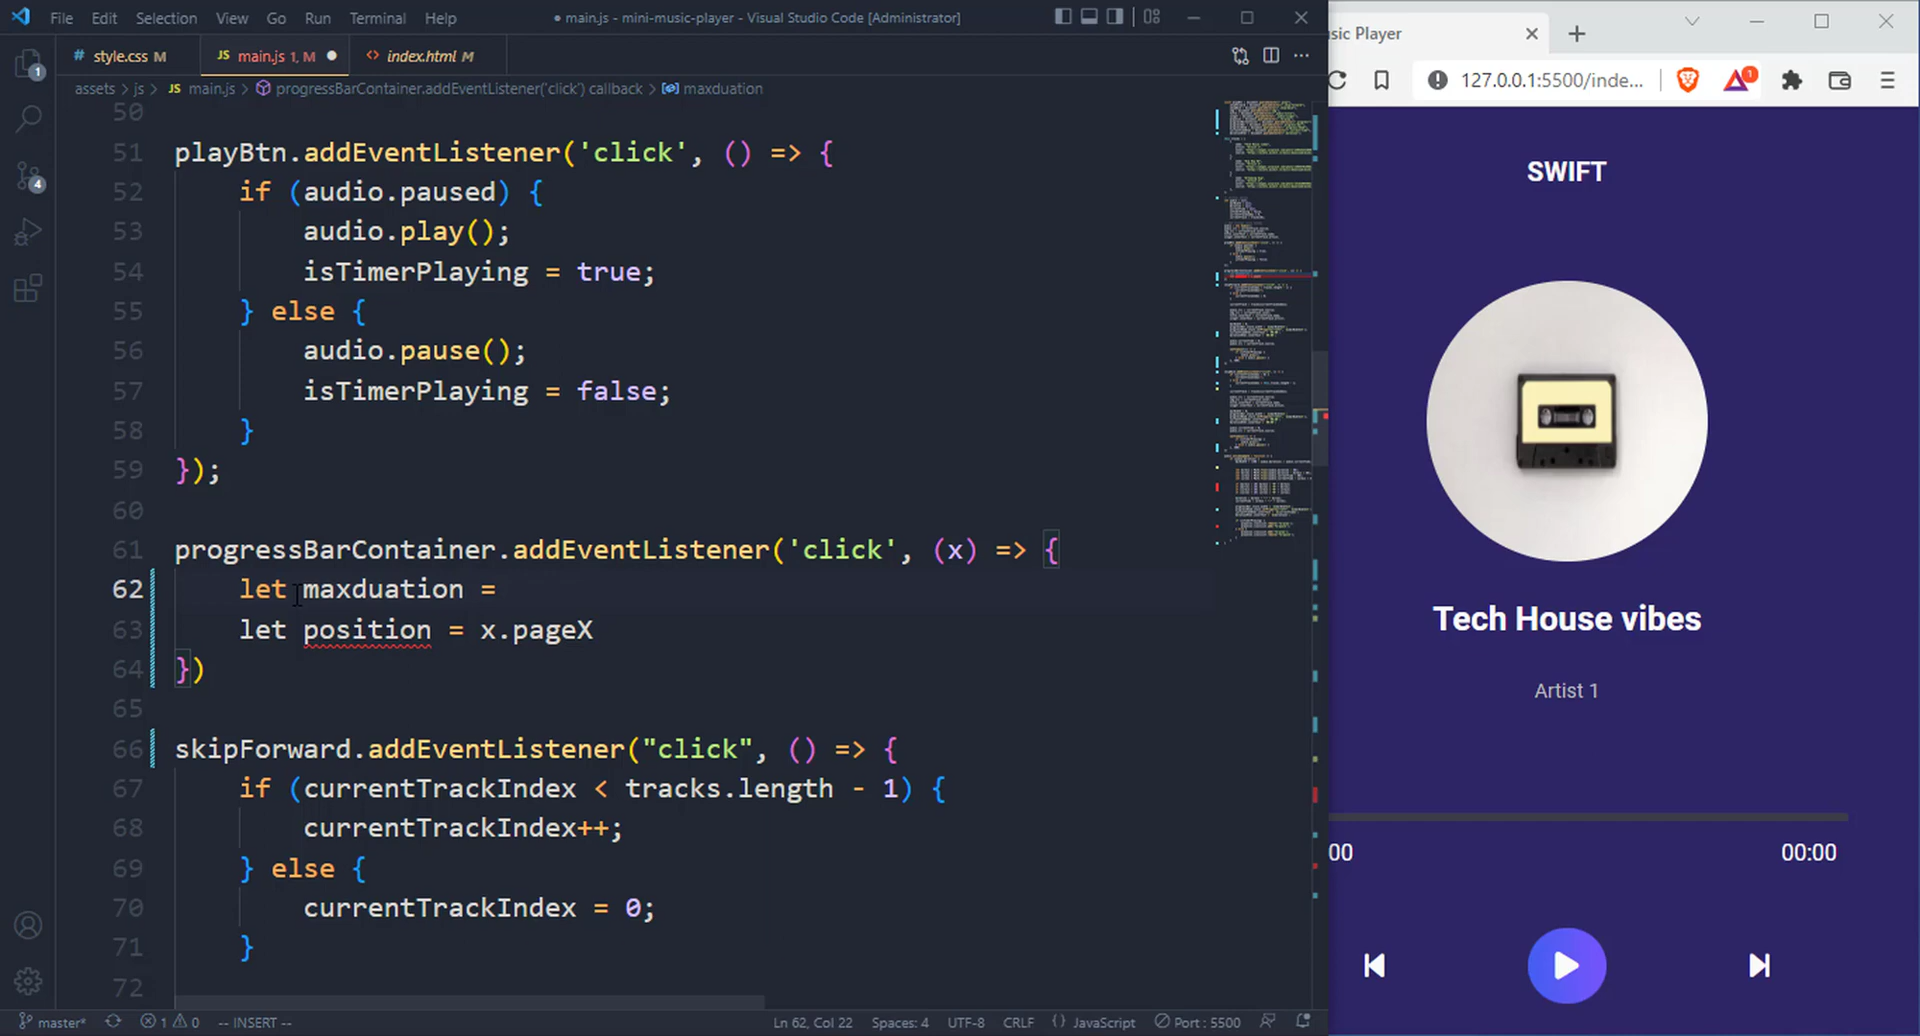 File Edit Selection View Go Run Terminal Help
● main.js - mini-music-player - Visual Studio Code [Administrator]
# style.css M
JS main.js 1, M ●
<> index.html M
assets > js > JS main.js > progressBarContainer.addEventListener('click') callback > maxduation
50
51 playBtn.addEventListener('click', () => {
52 if (audio.paused) {
53 audio.play();
54 isTimerPlaying = true;
55 } else {
56 audio.pause();
57 isTimerPlaying = false;
58 }
59 });
60
61 progressBarContainer.addEventListener('click', (x) => {
62 let maxduation =
63 let position = x.pageX
64 })
65
66 skipForward.addEventListener("click", () => {
67 if (currentTrackIndex < tracks.length - 1) {
68 currentTrackIndex++;
69 } else {
70 currentTrackIndex = 0;
71 }
72
1
4
master* 1 0 -- INSERT --
Ln 62, Col 22 Spaces: 4 UTF-8 CRLF {} JavaScript Port : 5500
sic Player
127.0.0.1:5500/inde...
1
SWIFT
Tech House vibes
Artist 1
00 00:00